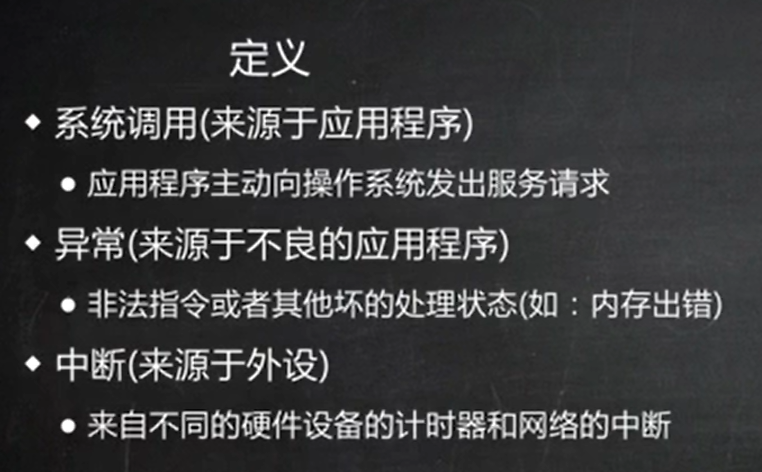 定义
系统调用(来源于应用程序)
应用程序主动向操作系统发出服务请求
异常(来源于不良的应用程序)
非法指令或者其他坏的处理状态(如：内存出错)
中断(来源于外设)
来自不同的硬件设备的计时器和网络的中断